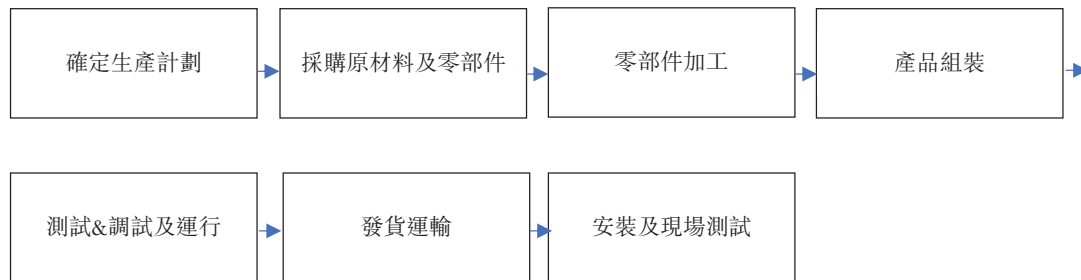 確定生產計劃
採購原材料及零部件
零部件加工
產品組裝
測試&調試及運行
發貨運輸
安裝及現場測試